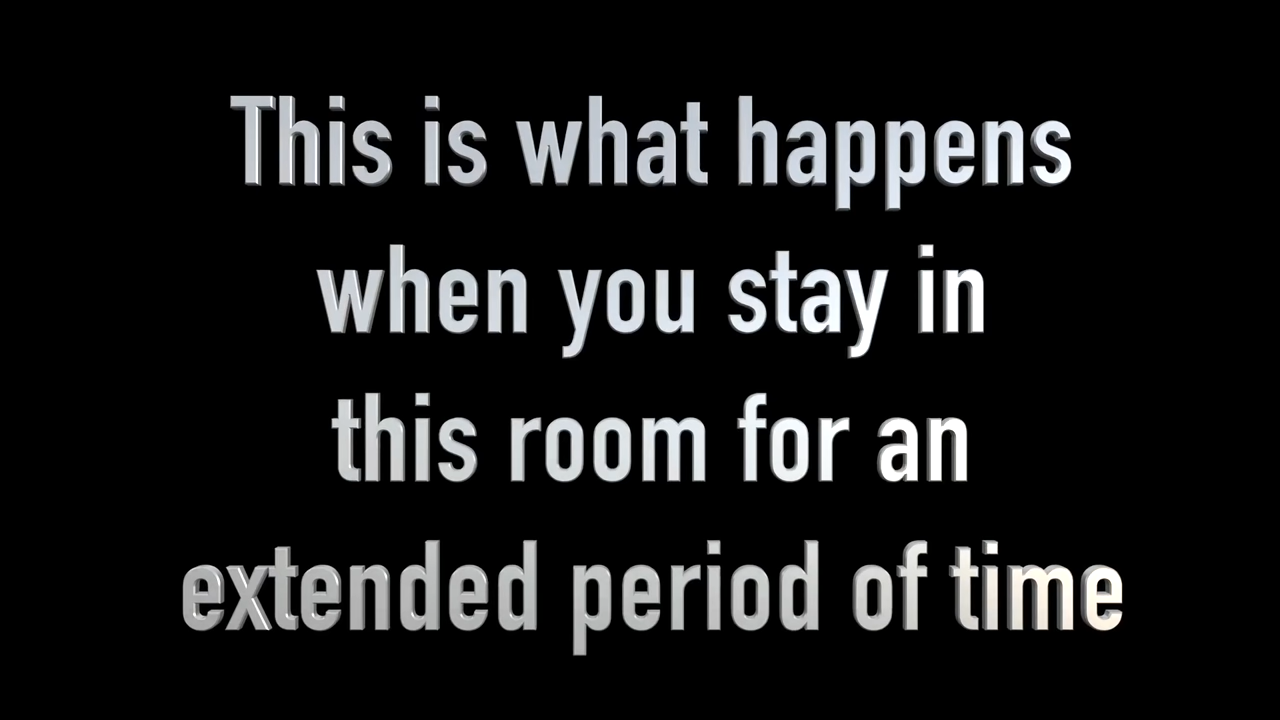 This is what happens
when you stay in
this room for an
extended period of time